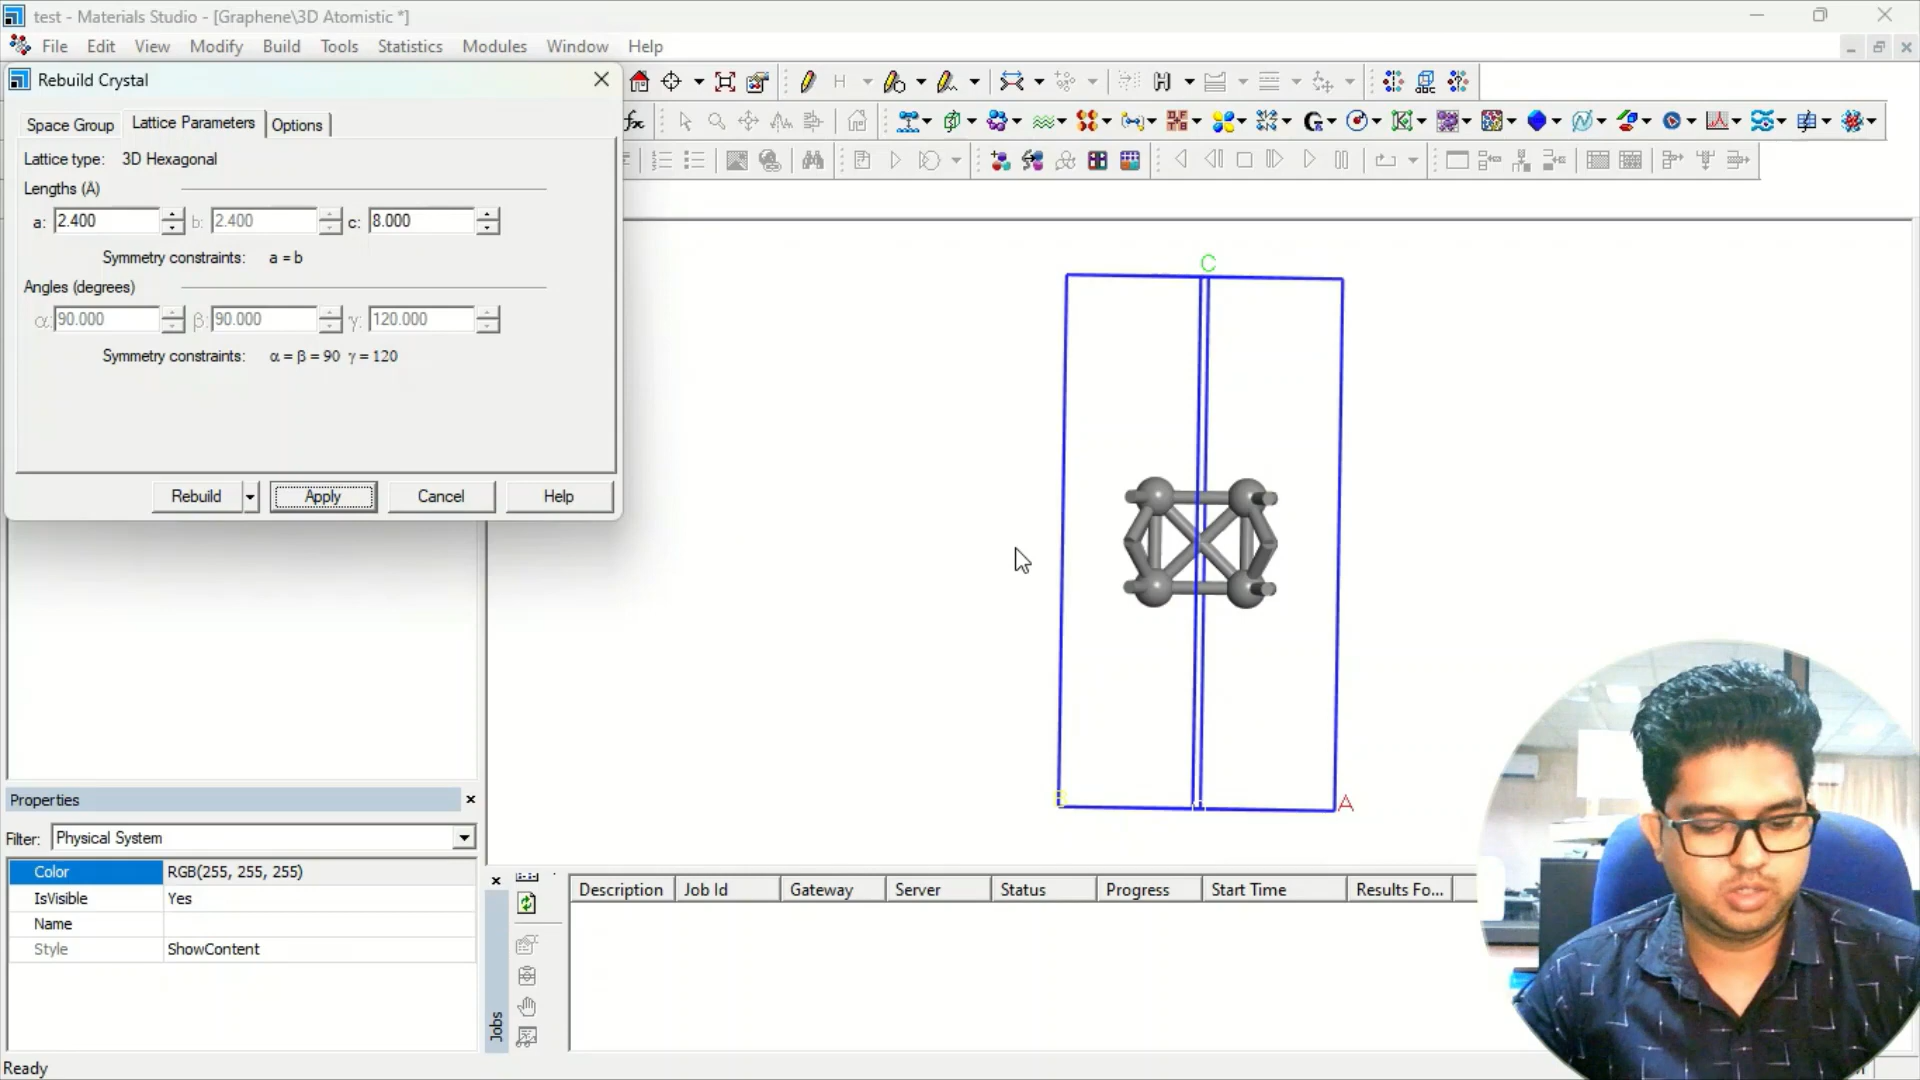 test - Materials Studio - [Graphene\3D Atomistic *]
File Edit View Modify Build Tools Statistics Modules Window Help
Rebuild Crystal
Space Group Lattice Parameters Options
Lattice type: 3D Hexagonal
Lengths (Å)
a: 2.400 b: 2.400 c: 8.000
Symmetry constraints: a = b
Angles (degrees)
α: 90.000 β: 90.000 γ: 120.000
Symmetry constraints: α = β = 90 γ = 120
Rebuild Apply Cancel Help
C
B
A
Properties
Filter: Physical System
Color RGB(255, 255, 255)
IsVisible Yes
Name
Style ShowContent
Jobs
Description Job Id Gateway Server Status Progress Start Time Results Fo...
Ready